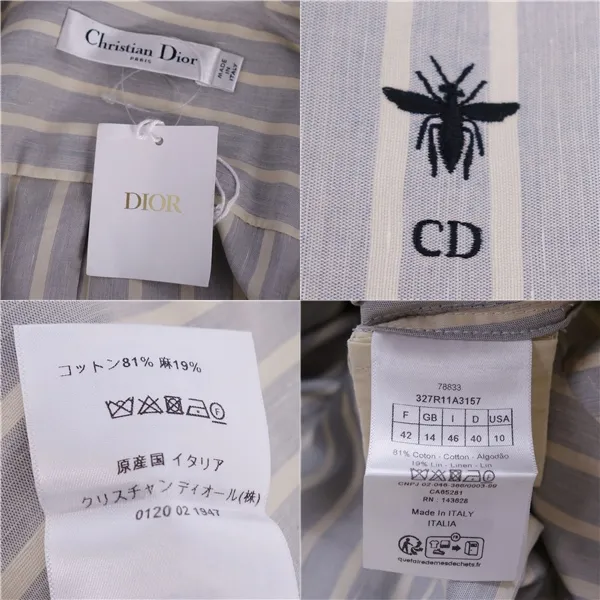 Christian Dior
PARIS
MADE IN
ITALY
DIOR
CD
コットン81% 麻19%
原産国 イタリア
クリスチャン ディオール(株)
0120 02 1947
78833
327R11A3157
F GB I D USA
42 14 46 40 10
81% Coton - Cotton - Algodão
19% Lin - Linen - Lin
CA05281
RN : 143028
Made In ITALY
ITALIA
FR
quefairedemesdechets.fr